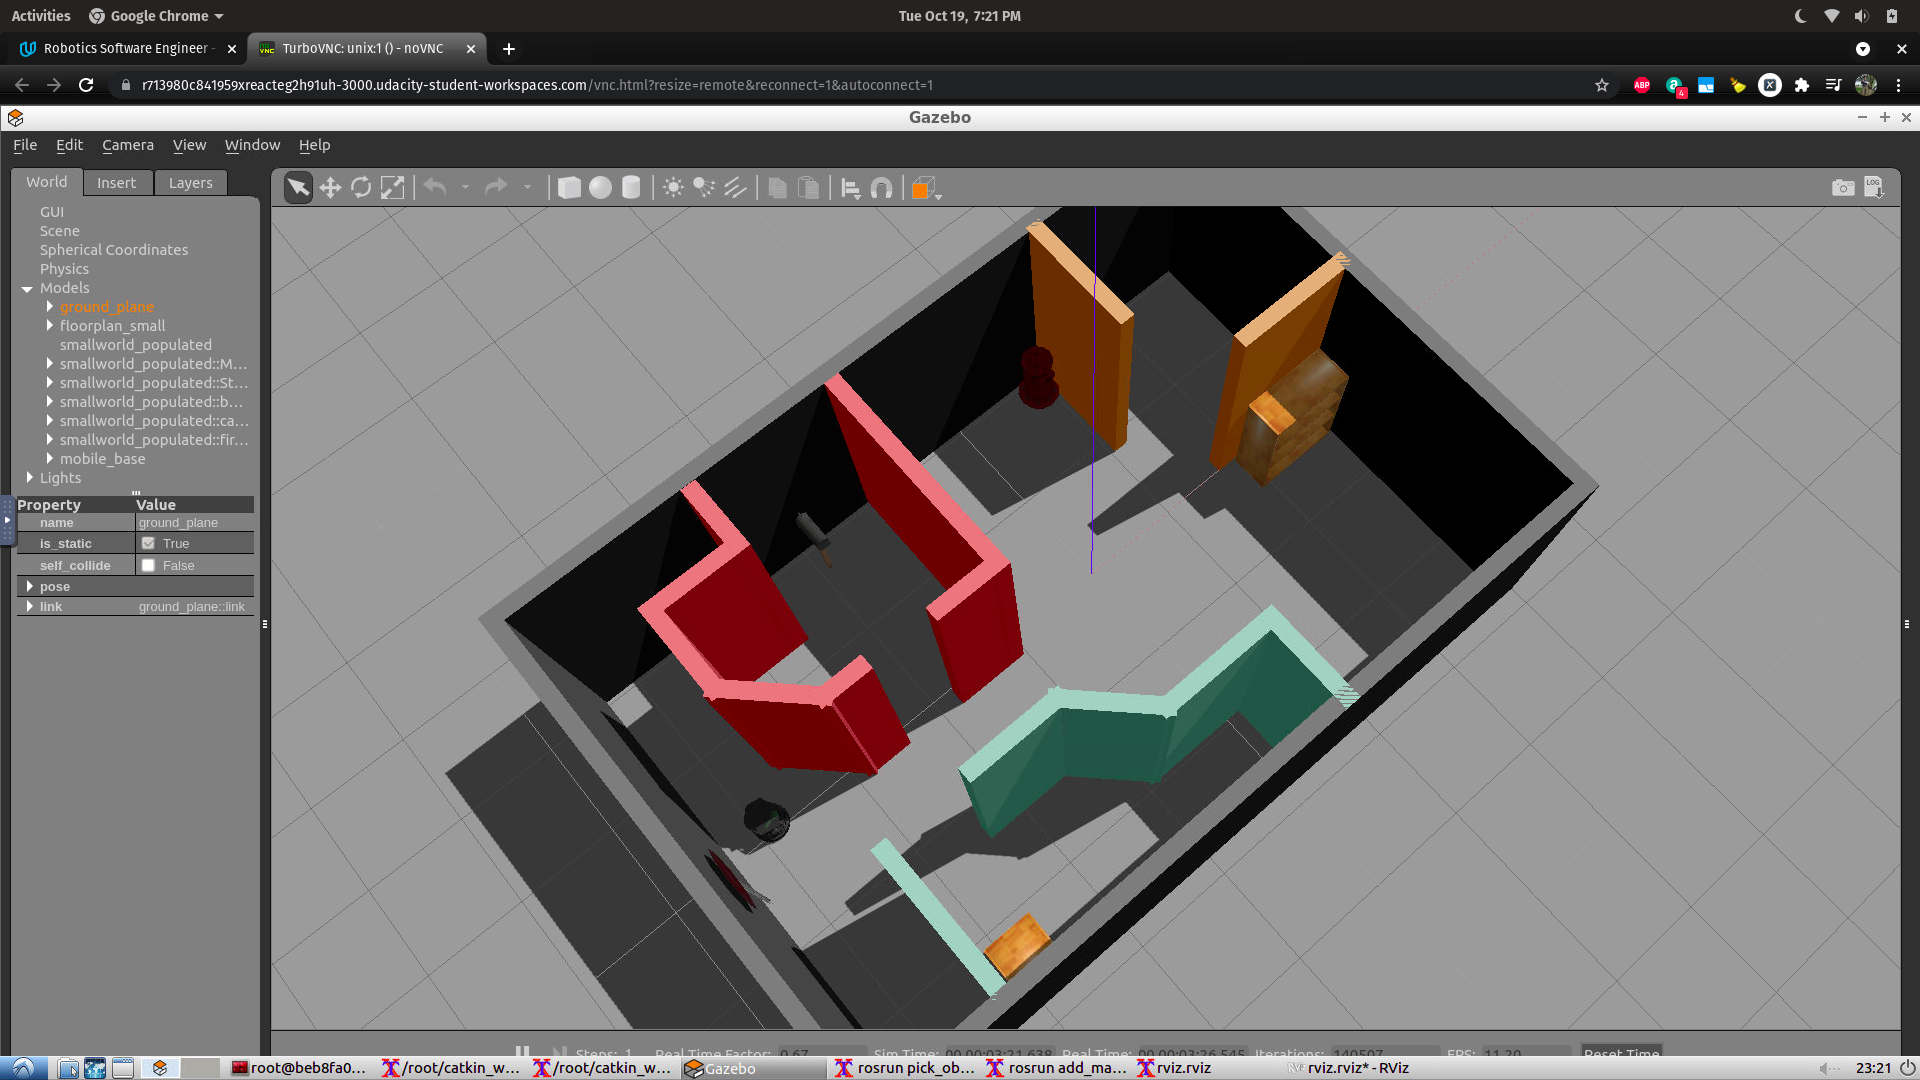 Activities
Google Chrome
Tue Oct 19, 7:21 PM
Robotics Software Engineer -
TurboVNC: unix:1 () - noVNC
r713980c841959xreacteg2h91uh-3000.udacity-student-workspaces.com/vnc.html?resize=remote&reconnect=1&autoconnect=1
ABP
4
Gazebo
File Edit Camera View Window Help
World Insert Layers
LOG
GUI
Scene
Spherical Coordinates
Physics
Models
ground_plane
floorplan_small
smallworld_populated
smallworld_populated::M...
smallworld_populated::St...
smallworld_populated::b...
smallworld_populated::ca...
smallworld_populated::fir...
mobile_base
Lights
Property Value
name ground_plane
is_static True
self_collide False
pose
link ground_plane::link
Steps: 1 Real Time Factor: 0.67 Sim Time: 00 00:03:21.638 Real Time: 00 00:03:26.545 Iterations: 140507 FPS: 11.20 Reset Time
root@beb8fa0... /root/catkin_w... /root/catkin_w... Gazebo rosrun pick_ob... rosrun add_ma... rviz.rviz rviz.rviz* - RViz 23:21